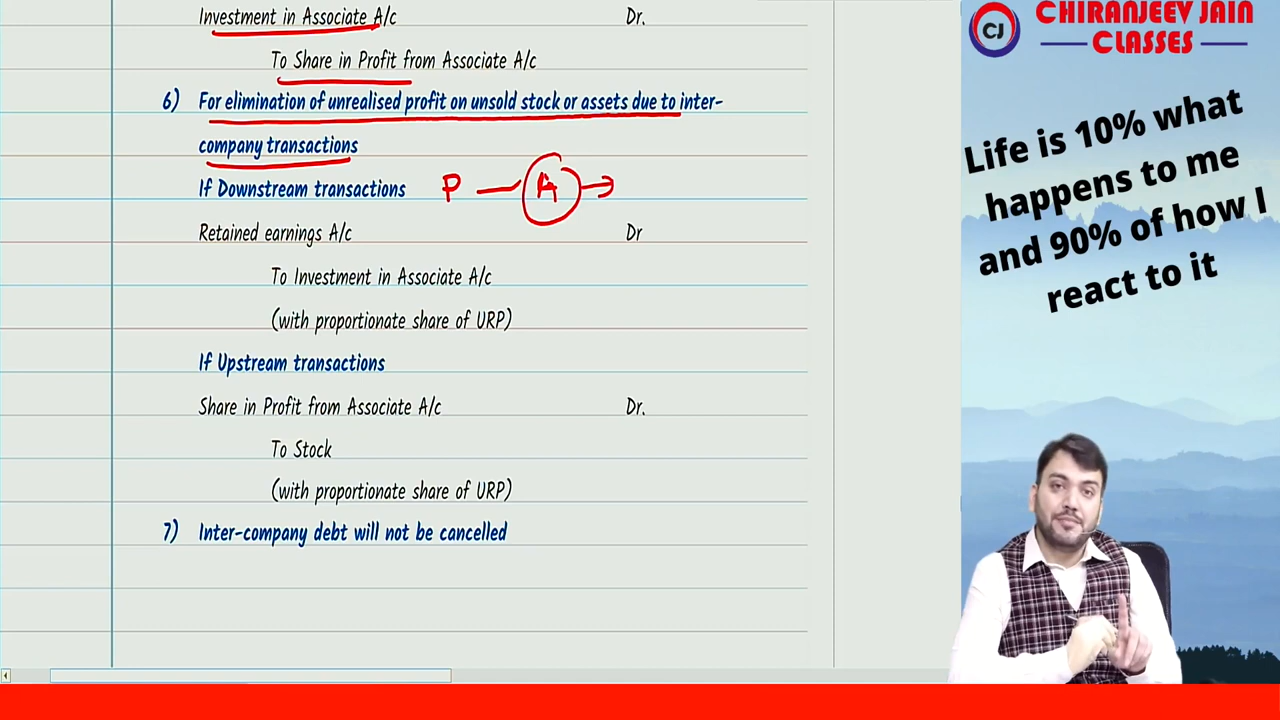 Investment in Associate A/c Dr.
To Share in Profit from Associate A/c
6) For elimination of unrealised profit on unsold stock or assets due to inter-
company transactions
If Downstream transactions P A
Retained earnings A/c Dr
To Investment in Associate A/c
(with proportionate share of URP)
If Upstream transactions
Share in Profit from Associate A/c Dr.
To Stock
(with proportionate share of URP)
7) Inter-company debt will not be cancelled
CJ
CHIRANJEEV JAIN
CLASSES
Life is 10% what
happens to me
and 90% of how I
react to it